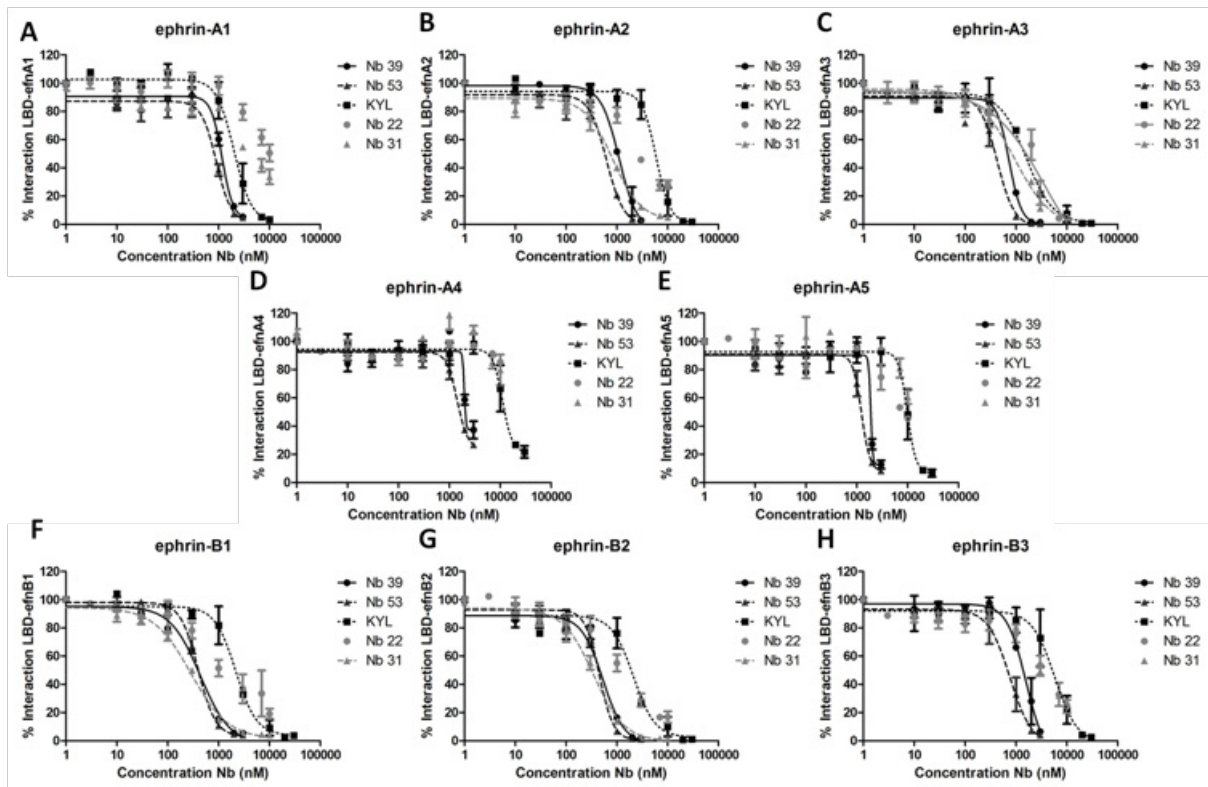 A
ephrin-A1
% Interaction LBD-efnA1
120
100
80
60
40
20
0
1 10 100 1000 10000 100000
Concentration Nb (nM)
Nb 39
Nb 53
KYL
Nb 22
Nb 31
B
ephrin-A2
% Interaction LBD-efnA2
120
100
80
60
40
20
0
1 10 100 1000 10000 100000
Concentration Nb (nM)
Nb 39
Nb 53
KYL
Nb 22
Nb 31
C
ephrin-A3
% Interaction LBD-efnA3
120
100
80
60
40
20
0
1 10 100 1000 10000 100000
Concentration Nb (nM)
Nb 39
Nb 53
KYL
Nb 22
Nb 31
D
ephrin-A4
% Interaction LBD-efnA4
120
100
80
60
40
20
0
1 10 100 1000 10000 100000
Concentration Nb (nM)
Nb 39
Nb 53
KYL
Nb 22
Nb 31
E
ephrin-A5
% Interaction LBD-efnA5
120
100
80
60
40
20
0
1 10 100 1000 10000 100000
Concentration Nb (nM)
Nb 39
Nb 53
KYL
Nb 22
Nb 31
F
ephrin-B1
% Interaction LBD-efnB1
120
100
80
60
40
20
0
1 10 100 1000 10000 100000
Concentration Nb (nM)
Nb 39
Nb 53
KYL
Nb 22
Nb 31
G
ephrin-B2
% Interaction LBD-efnB2
120
100
80
60
40
20
0
1 10 100 1000 10000 100000
Concentration Nb (nM)
Nb 39
Nb 53
KYL
Nb 22
Nb 31
H
ephrin-B3
% Interaction LBD-efnB3
120
100
80
60
40
20
0
1 10 100 1000 10000 100000
Concentration Nb (nM)
Nb 39
Nb 53
KYL
Nb 22
Nb 31